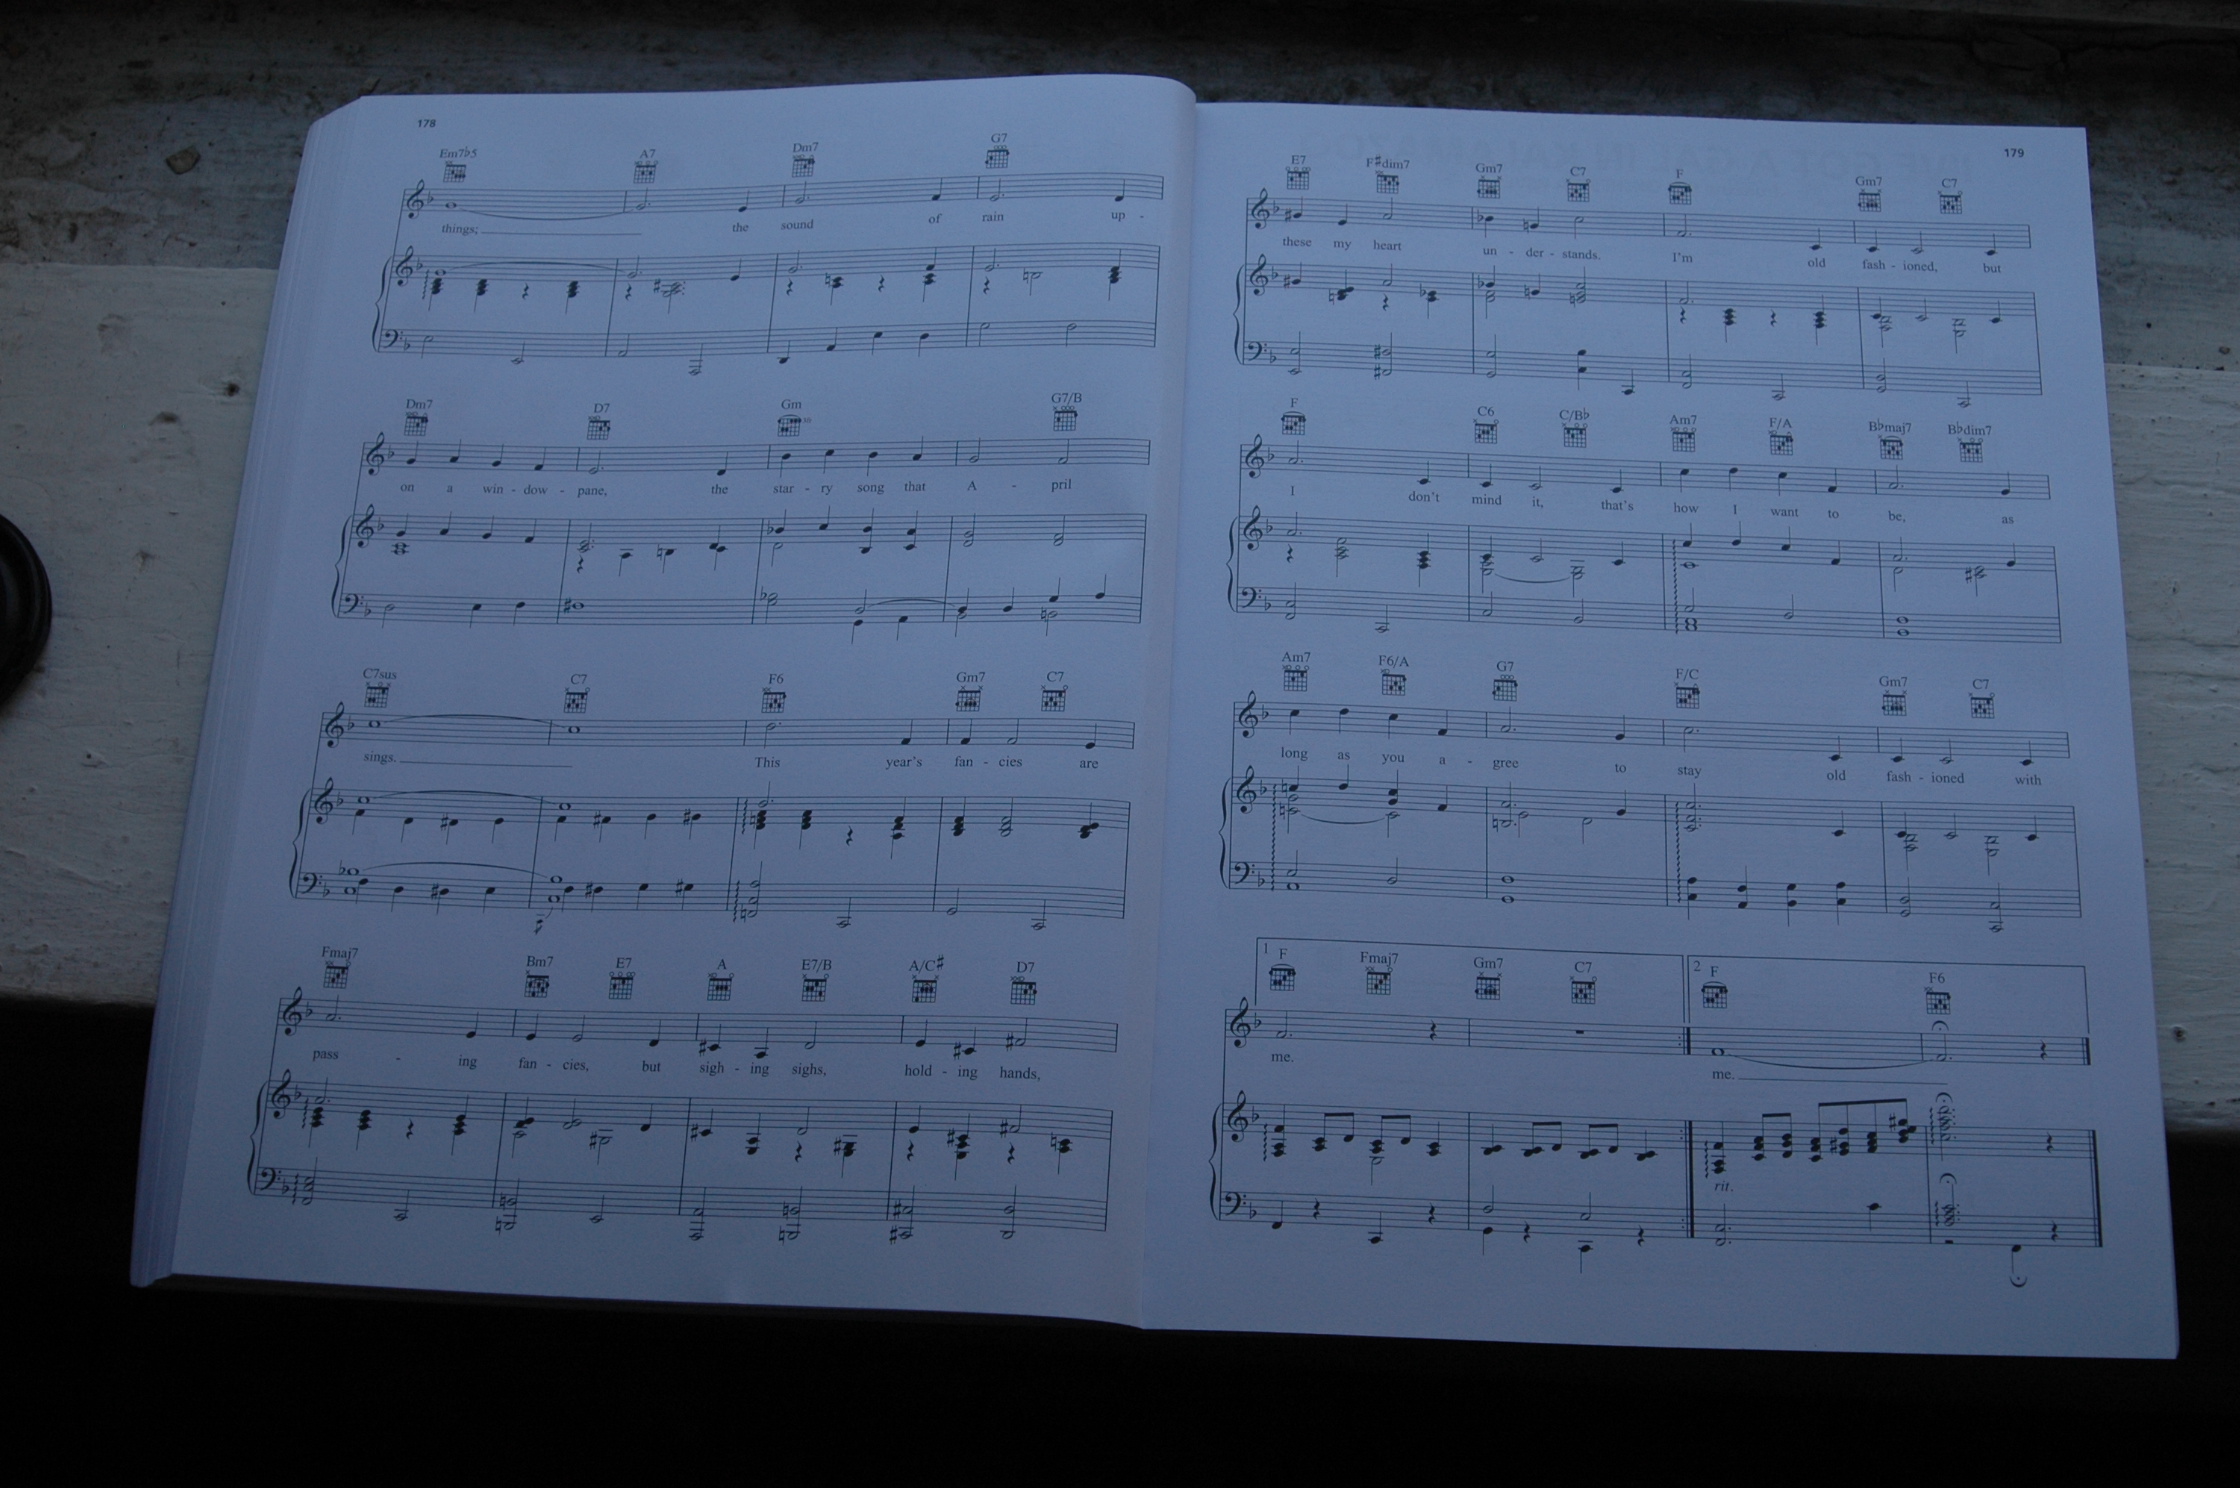 178
Em7♭5 A7 Dm7 G7
things; the sound of rain up -
Dm7 D7 Gm G7/B
on a win - dow - pane, the star - ry song that A - pril
C7sus C7 F6 Gm7 C7
sings. This year's fan - cies are
Fmaj7 Bm7 E7 A E7/B A/C♯ D7
pass - ing fan - cies, but sigh - ing sighs, hold - ing hands,
179
E7 F♯dim7 Gm7 C7 F Gm7 C7
these my heart un - der - stands. I'm old fash - ioned, but
F C6 C/B♭ Am7 F/A B♭maj7 B♭dim7
I don't mind it, that's how I want to be, as
Am7 F6/A G7 F/C Gm7 C7
long as you a - gree to stay old fash - ioned with
1 F Fmaj7 Gm7 C7 2 F F6
me. me.
rit.